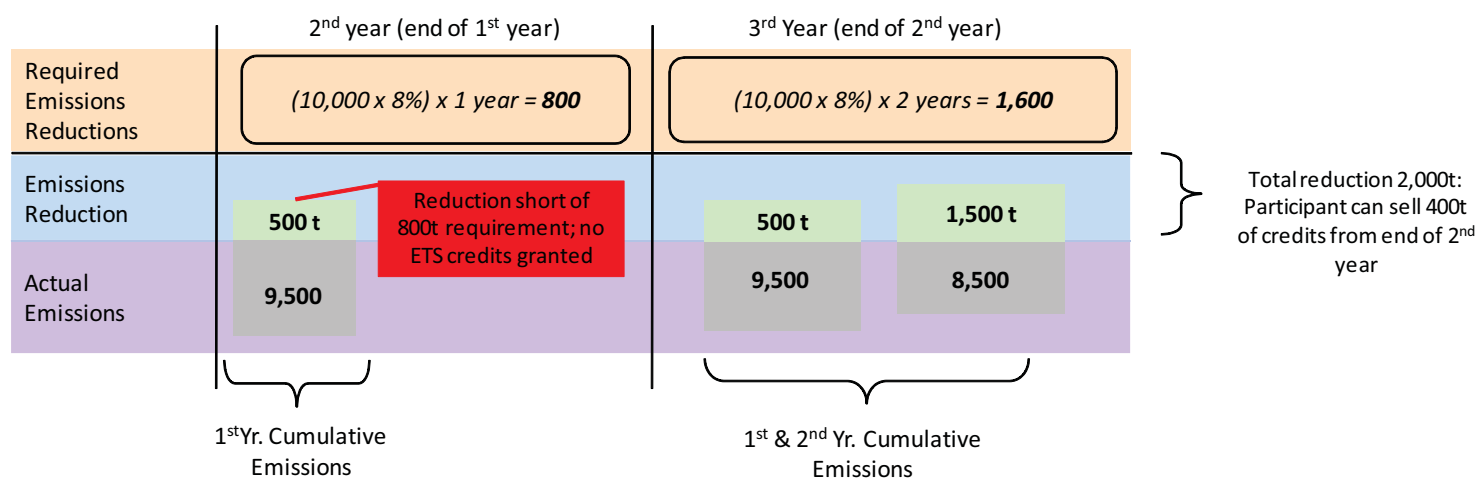 2nd year (end of 1st year)
3rd Year (end of 2nd year)
Required
Emissions
Reductions
(10,000 x 8%) x 1 year = 800
(10,000 x 8%) x 2 years = 1,600
Emissions
Reduction
500 t
Reduction short of
800t requirement; no
ETS credits granted
500 t
1,500 t
Total reduction 2,000t:
Participant can sell 400t
of credits from end of 2nd
year
Actual
Emissions
9,500
9,500
8,500
1stYr. Cumulative
Emissions
1st & 2nd Yr. Cumulative
Emissions